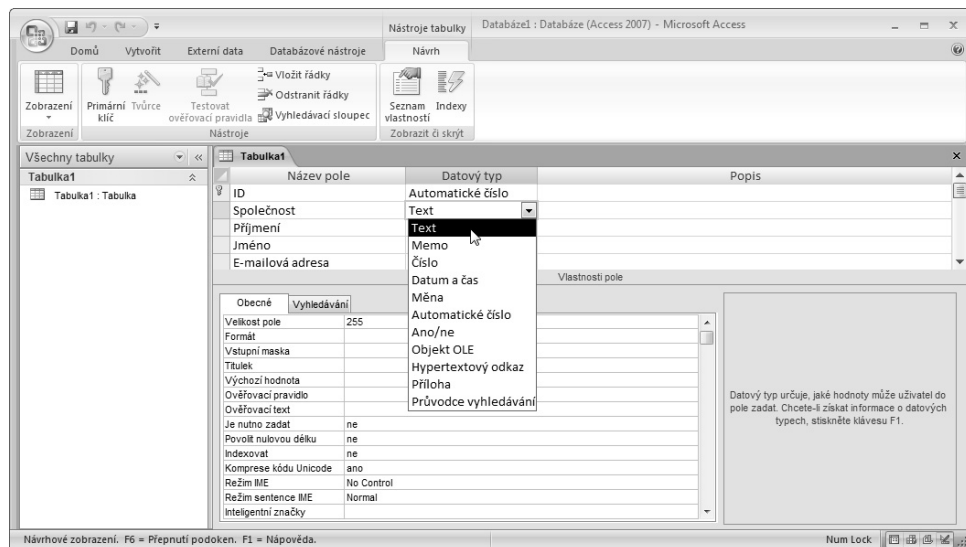 Nástroje tabulky
Databáze1 : Databáze (Access 2007) - Microsoft Access
Domů
Vytvořit
Externí data
Databázové nástroje
Návrh
Zobrazení
Primární klíč
Tvůrce
Testovat ověřovací pravidla
Vložit řádky
Odstranit řádky
Vyhledávací sloupec
Seznam vlastností
Indexy
Zobrazení
Nástroje
Zobrazit či skrýt
Všechny tabulky
Tabulka1
Tabulka1
Tabulka1 : Tabulka
Název pole
Datový typ
Popis
ID
Automatické číslo
Společnost
Text
Příjmení
Jméno
E-mailová adresa
Text
Memo
Číslo
Datum a čas
Měna
Automatické číslo
Ano/ne
Objekt OLE
Hypertextový odkaz
Příloha
Průvodce vyhledávání
Vlastnosti pole
Obecné
Vyhledávání
Velikost pole 255
Formát
Vstupní maska
Titulek
Výchozí hodnota
Ověřovací pravidlo
Ověřovací text
Je nutno zadat ne
Povolit nulovou délku ne
Indexovat ne
Komprese kódu Unicode ano
Režim IME No Control
Režim sentence IME Normal
Inteligentní značky
Datový typ určuje, jaké hodnoty může uživatel do
pole zadat. Chcete-li získat informace o datových
typech, stiskněte klávesu F1.
Návrhové zobrazení. F6 = Přepnutí podoken. F1 = Nápověda.
Num Lock